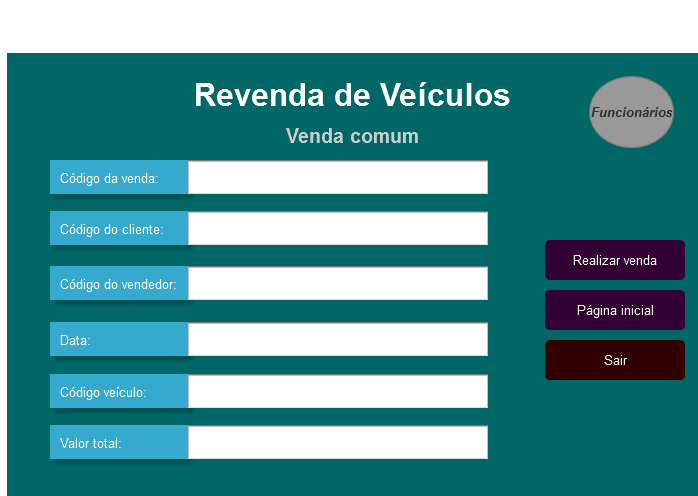 Revenda de Veículos
Funcionários
Venda comum
Código da venda:
Código do cliente:
Código do vendedor:
Data:
Código veículo:
Valor total:
Realizar venda
Página inicial
Sair